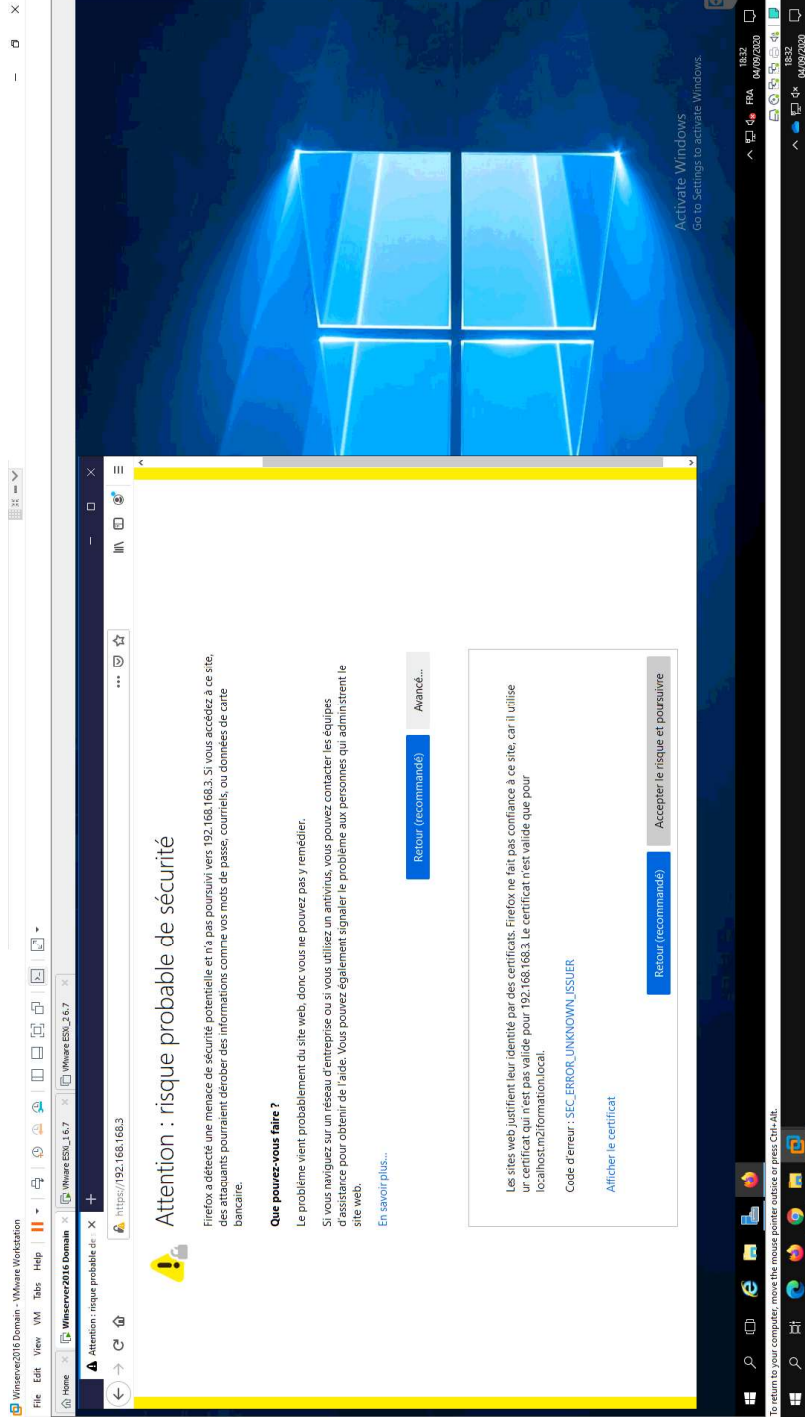 Winserver2016 Domain - VMware Workstation
File Edit View VM Tabs Help
Home
Winserver2016 Domain
VMware ESXi_1 6.7
VMware ESXi_2 6.7
Attention : risque probable de s
https://192.168.168.3
Attention : risque probable de sécurité
Firefox a détecté une menace de sécurité potentielle et n'a pas poursuivi vers 192.168.168.3. Si vous accédez à ce site,
des attaquants pourraient dérober des informations comme vos mots de passe, courriels, ou données de carte
bancaire.
Que pouvez-vous faire ?
Le problème vient probablement du site web, donc vous ne pouvez pas y remédier.
Si vous naviguez sur un réseau d'entreprise ou si vous utilisez un antivirus, vous pouvez contacter les équipes
d'assistance pour obtenir de l'aide. Vous pouvez également signaler le problème aux personnes qui administrent le
site web.
En savoir plus...
Retour (recommandé)
Avancé...
Les sites web justifient leur identité par des certificats. Firefox ne fait pas confiance à ce site, car il utilise
un certificat qui n'est pas valide pour 192.168.168.3. Le certificat n'est valide que pour
localhost.m2iformation.local.
Code d'erreur : SEC_ERROR_UNKNOWN_ISSUER
Afficher le certificat
Retour (recommandé)
Accepter le risque et poursuivre
Activate Windows
Go to Settings to activate Windows.
FRA
18:32
04/09/2020
To return to your computer, move the mouse pointer outside or press Ctrl+Alt.
18:32
04/09/2020